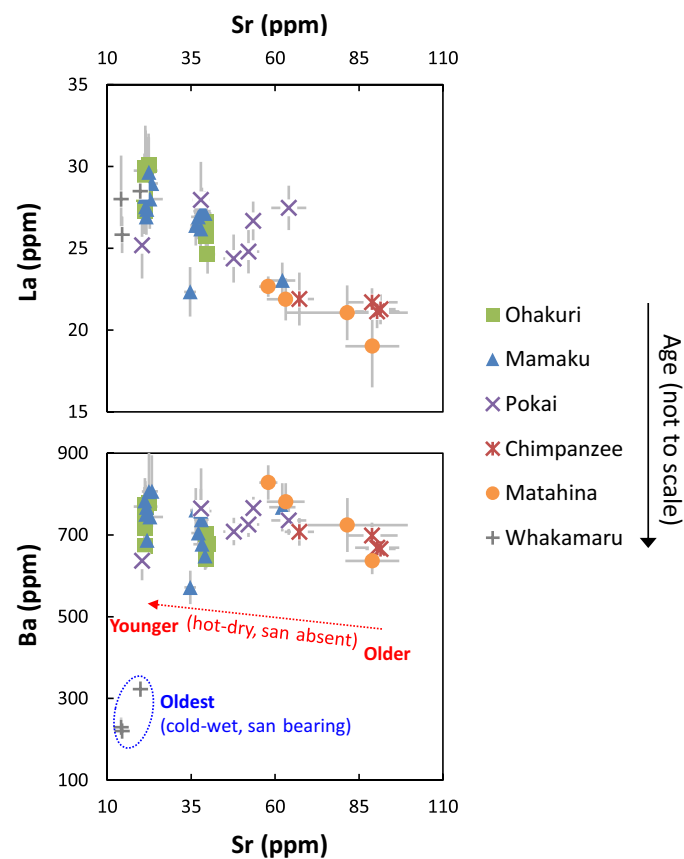 Sr (ppm)
10 35 60 85 110
35
30
25
20
15
La (ppm)
900
700
500
300
100
Ba (ppm)
Younger (hot-dry, san absent)
Older
Oldest
(cold-wet, san bearing)
10 35 60 85 110
Sr (ppm)
Ohakuri
Mamaku
Pokai
Chimpanzee
Matahina
Whakamaru
Age (not to scale)